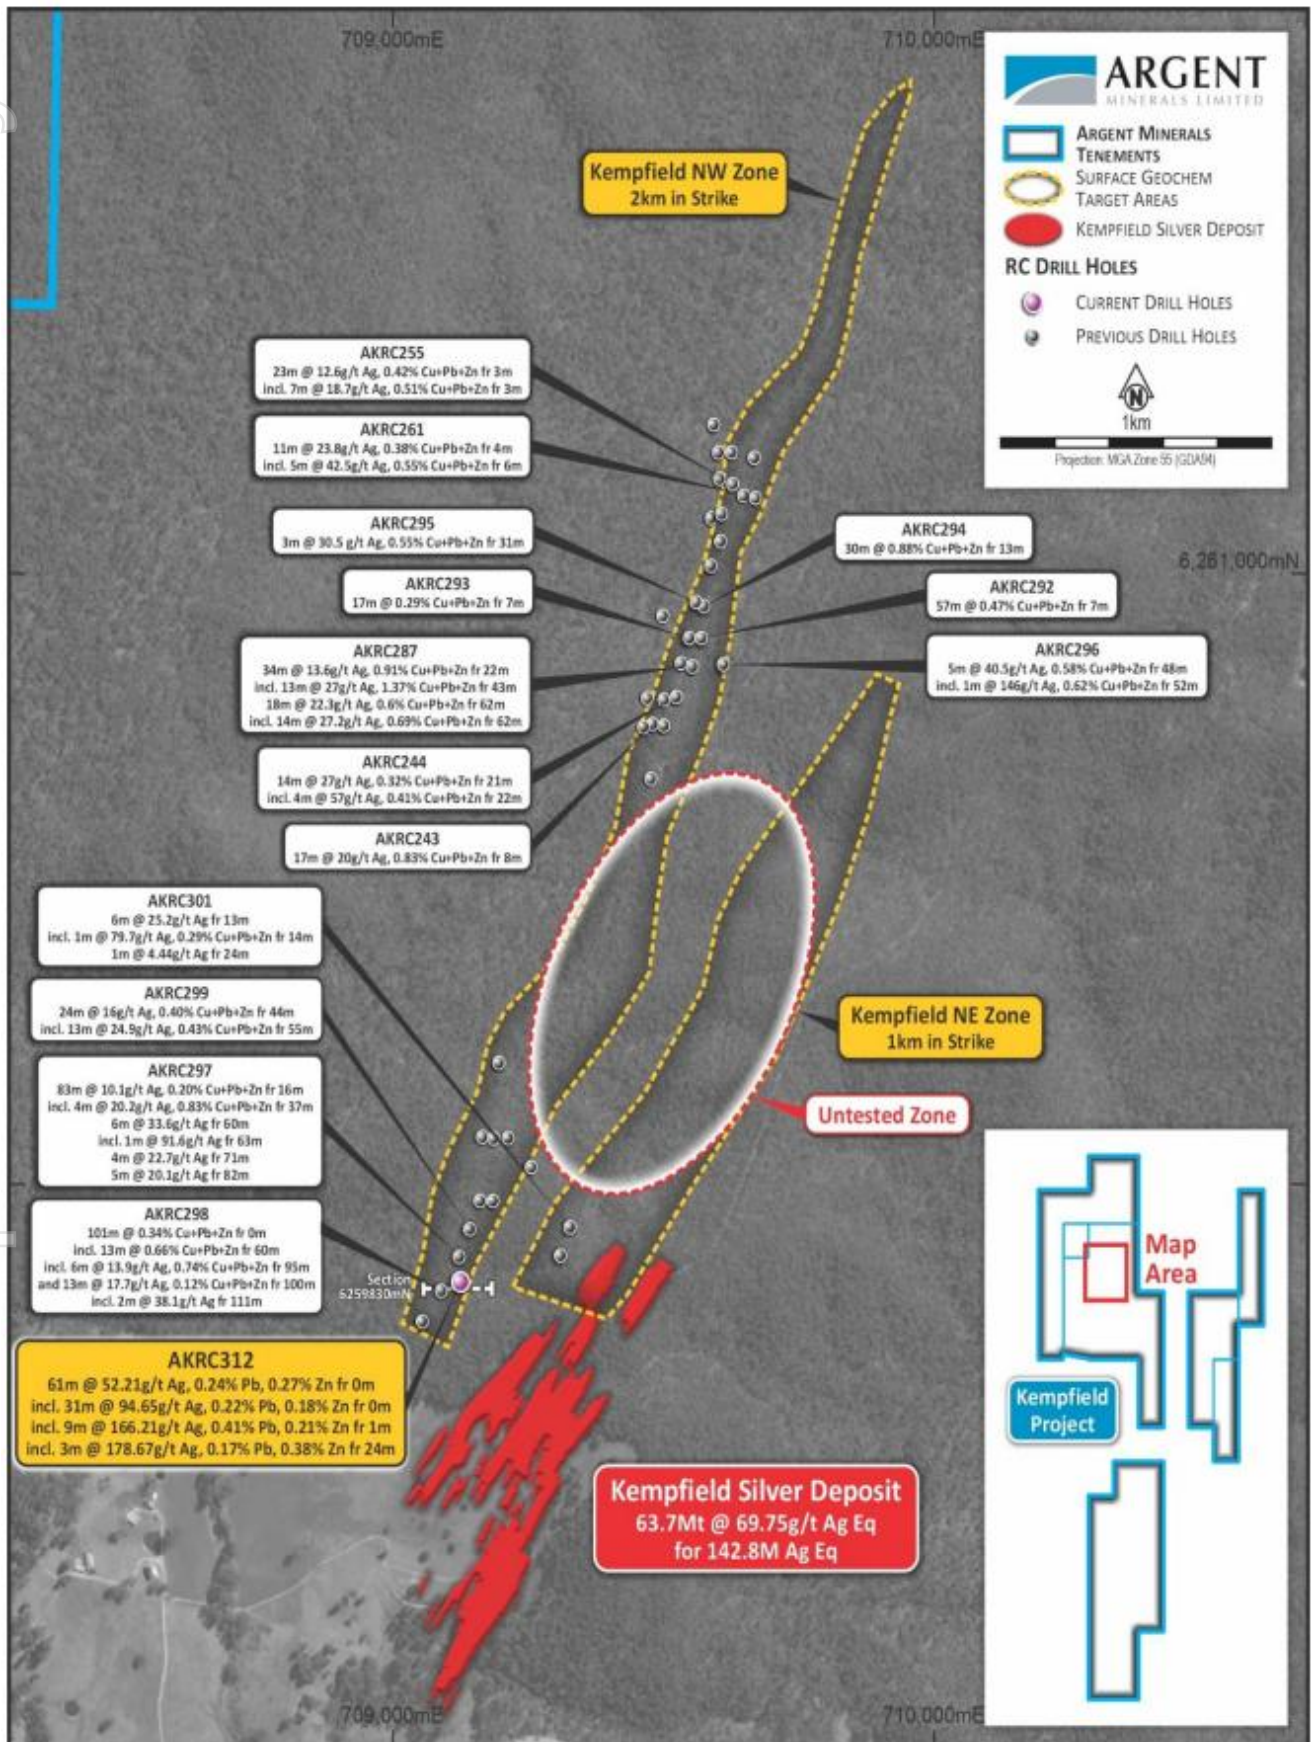 709,000mE
710,000mE
ARGENT
MINERALS LIMITED
ARGENT MINERALS
TENEMENTS
SURFACE GEOCHEM
TARGET AREAS
KEMPFIELD SILVER DEPOSIT
RC DRILL HOLES
CURRENT DRILL HOLES
PREVIOUS DRILL HOLES
N
1km
Projection: MGA Zone 55 (GDA94)
Kempfield NW Zone
2km in Strike
AKRC255
23m @ 12.6g/t Ag, 0.42% Cu+Pb+Zn fr 3m
incl. 7m @ 18.7g/t Ag, 0.51% Cu+Pb+Zn fr 3m
AKRC261
11m @ 23.8g/t Ag, 0.38% Cu+Pb+Zn fr 4m
incl. 5m @ 42.5g/t Ag, 0.55% Cu+Pb+Zn fr 6m
AKRC295
3m @ 30.5 g/t Ag, 0.55% Cu+Pb+Zn fr 31m
AKRC294
30m @ 0.88% Cu+Pb+Zn fr 13m
6,261,000mN
AKRC293
17m @ 0.29% Cu+Pb+Zn fr 7m
AKRC292
57m @ 0.47% Cu+Pb+Zn fr 7m
AKRC287
34m @ 13.6g/t Ag, 0.91% Cu+Pb+Zn fr 22m
incl. 13m @ 27g/t Ag, 1.37% Cu+Pb+Zn fr 43m
18m @ 22.3g/t Ag, 0.6% Cu+Pb+Zn fr 62m
incl. 14m @ 27.2g/t Ag, 0.69% Cu+Pb+Zn fr 62m
AKRC296
5m @ 40.5g/t Ag, 0.58% Cu+Pb+Zn fr 48m
incl. 1m @ 146g/t Ag, 0.62% Cu+Pb+Zn fr 52m
AKRC244
14m @ 27g/t Ag, 0.32% Cu+Pb+Zn fr 21m
incl. 4m @ 57g/t Ag, 0.41% Cu+Pb+Zn fr 22m
AKRC243
17m @ 20g/t Ag, 0.83% Cu+Pb+Zn fr 8m
AKRC301
6m @ 25.2g/t Ag fr 13m
incl. 1m @ 79.7g/t Ag, 0.29% Cu+Pb+Zn fr 14m
1m @ 4.44g/t Ag fr 24m
AKRC299
24m @ 16g/t Ag, 0.40% Cu+Pb+Zn fr 44m
incl. 13m @ 24.9g/t Ag, 0.43% Cu+Pb+Zn fr 55m
Kempfield NE Zone
1km in Strike
AKRC297
83m @ 10.1g/t Ag, 0.20% Cu+Pb+Zn fr 16m
incl. 4m @ 20.2g/t Ag, 0.83% Cu+Pb+Zn fr 37m
6m @ 33.6g/t Ag fr 60m
incl. 1m @ 91.6g/t Ag fr 63m
4m @ 22.7g/t Ag fr 71m
5m @ 20.1g/t Ag fr 82m
Untested Zone
AKRC298
101m @ 0.34% Cu+Pb+Zn fr 0m
incl. 13m @ 0.66% Cu+Pb+Zn fr 60m
incl. 6m @ 13.9g/t Ag, 0.74% Cu+Pb+Zn fr 95m
and 13m @ 17.7g/t Ag, 0.12% Cu+Pb+Zn fr 100m
incl. 2m @ 38.1g/t Ag fr 111m
Section
6259830mN
AKRC312
61m @ 52.21g/t Ag, 0.24% Pb, 0.27% Zn fr 0m
incl. 31m @ 94.65g/t Ag, 0.22% Pb, 0.18% Zn fr 0m
incl. 9m @ 166.21g/t Ag, 0.41% Pb, 0.21% Zn fr 1m
incl. 3m @ 178.67g/t Ag, 0.17% Pb, 0.38% Zn fr 24m
Kempfield Silver Deposit
63.7Mt @ 69.75g/t Ag Eq
for 142.8M Ag Eq
Map
Area
Kempfield
Project
709,000mE
710,000mE